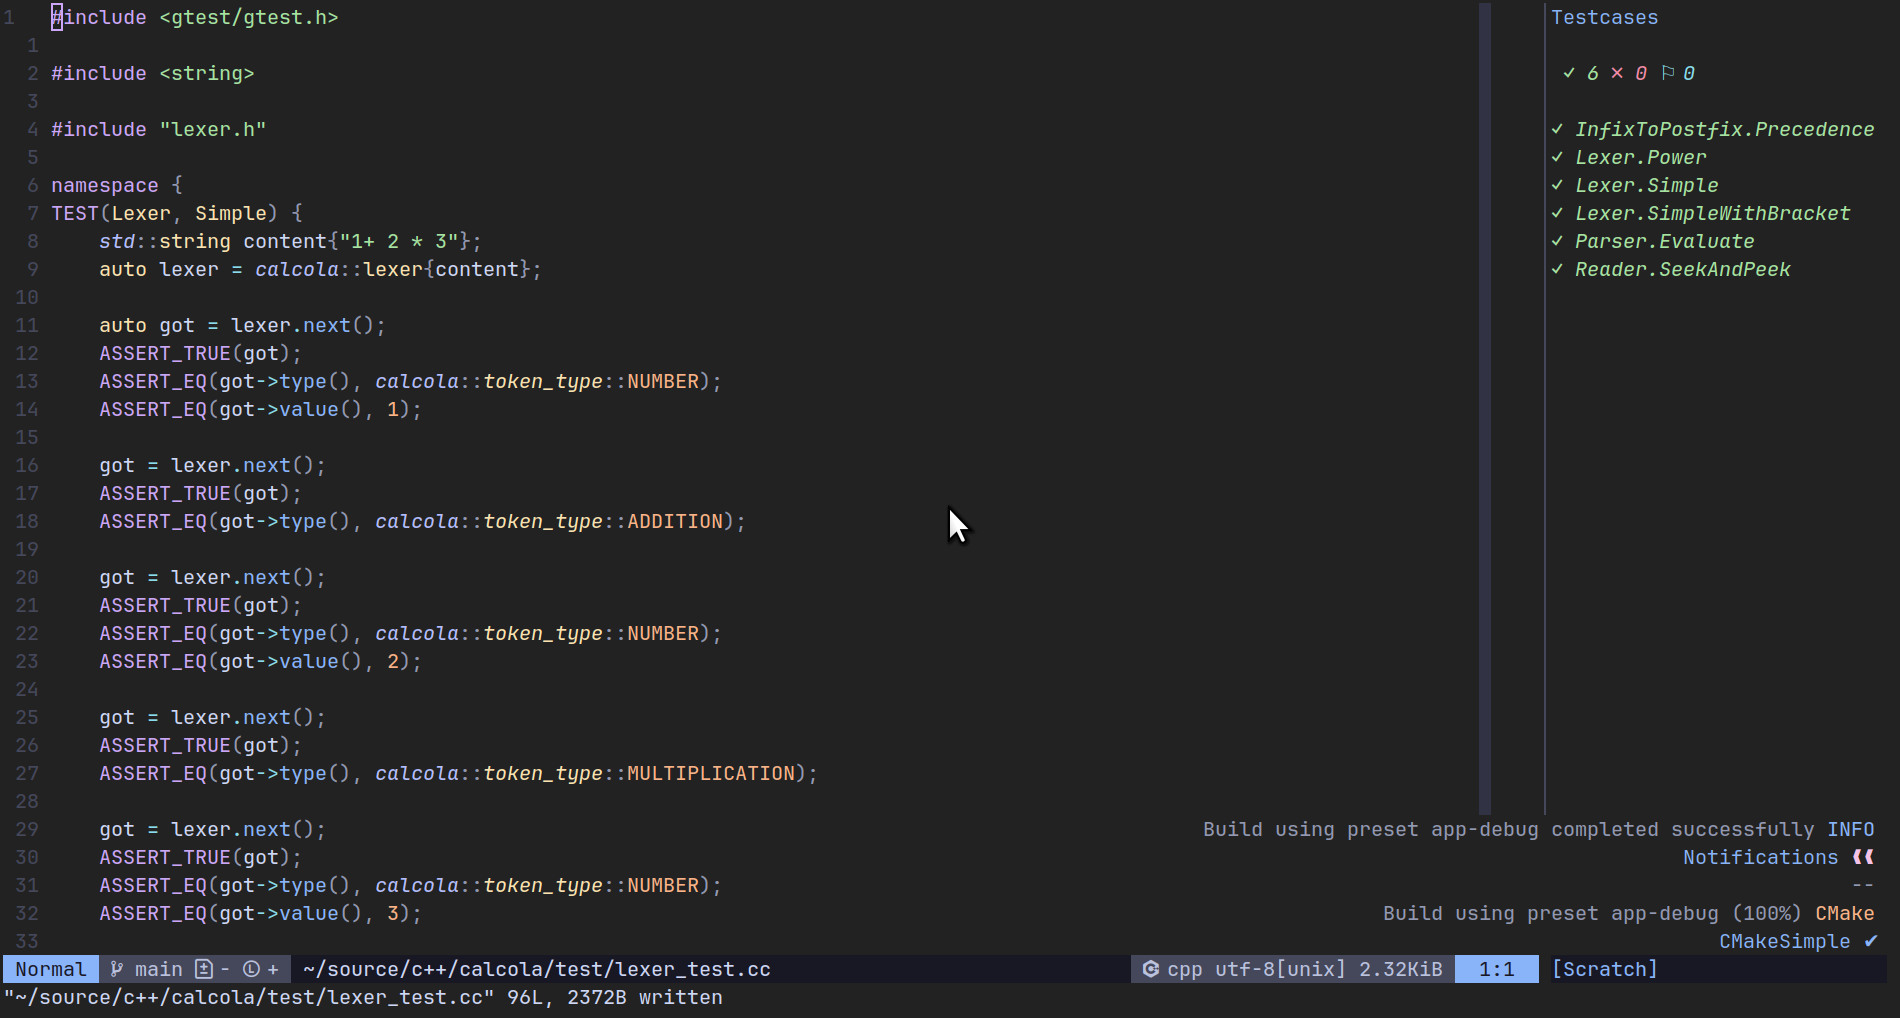 1 #include <gtest/gtest.h>
1
2 #include <string>
3
4 #include "lexer.h"
5
6 namespace {
7 TEST(Lexer, Simple) {
8     std::string content{"1+ 2 * 3"};
9     auto lexer = calcola::lexer{content};
10
11     auto got = lexer.next();
12     ASSERT_TRUE(got);
13     ASSERT_EQ(got->type(), calcola::token_type::NUMBER);
14     ASSERT_EQ(got->value(), 1);
15
16     got = lexer.next();
17     ASSERT_TRUE(got);
18     ASSERT_EQ(got->type(), calcola::token_type::ADDITION);
19
20     got = lexer.next();
21     ASSERT_TRUE(got);
22     ASSERT_EQ(got->type(), calcola::token_type::NUMBER);
23     ASSERT_EQ(got->value(), 2);
24
25     got = lexer.next();
26     ASSERT_TRUE(got);
27     ASSERT_EQ(got->type(), calcola::token_type::MULTIPLICATION);
28
29     got = lexer.next();
30     ASSERT_TRUE(got);
31     ASSERT_EQ(got->type(), calcola::token_type::NUMBER);
32     ASSERT_EQ(got->value(), 3);
33
Testcases
✓ 6 ✕ 0 ⚐ 0
✓ InfixToPostfix.Precedence
✓ Lexer.Power
✓ Lexer.Simple
✓ Lexer.SimpleWithBracket
✓ Parser.Evaluate
✓ Reader.SeekAndPeek
Build using preset app-debug completed successfully INFO
Notifications
--
Build using preset app-debug (100%) CMake
CMakeSimple ✔
Normal main - L + ~/source/c++/calcola/test/lexer_test.cc cpp utf-8[unix] 2.32KiB 1:1 [Scratch]
"~/source/c++/calcola/test/lexer_test.cc" 96L, 2372B written